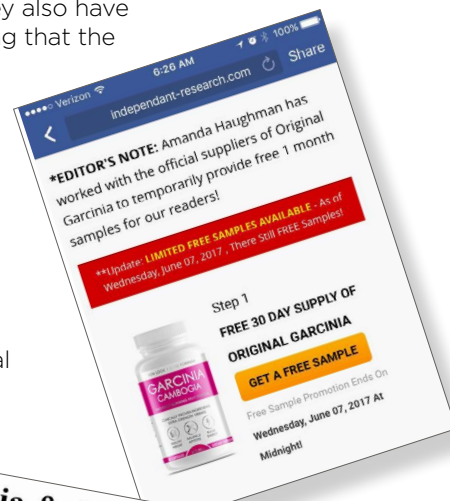 ey also have
g that the
Verizon 6:26 AM 100%
independant-research.com Share
*EDITOR'S NOTE: Amanda Haughman has
worked with the official suppliers of Original
Garcinia to temporarily provide free 1 month
samples for our readers!
**Update: LIMITED FREE SAMPLES AVAILABLE - As of
Wednesday, June 07, 2017 , There Still FREE Samples!
Step 1
FREE 30 DAY SUPPLY OF
ORIGINAL GARCINIA
GET A FREE SAMPLE
Free Sample Promotion Ends On
Wednesday, June 07, 2017 At
Midnight!
GARCINIA
CAMBOGIA
al